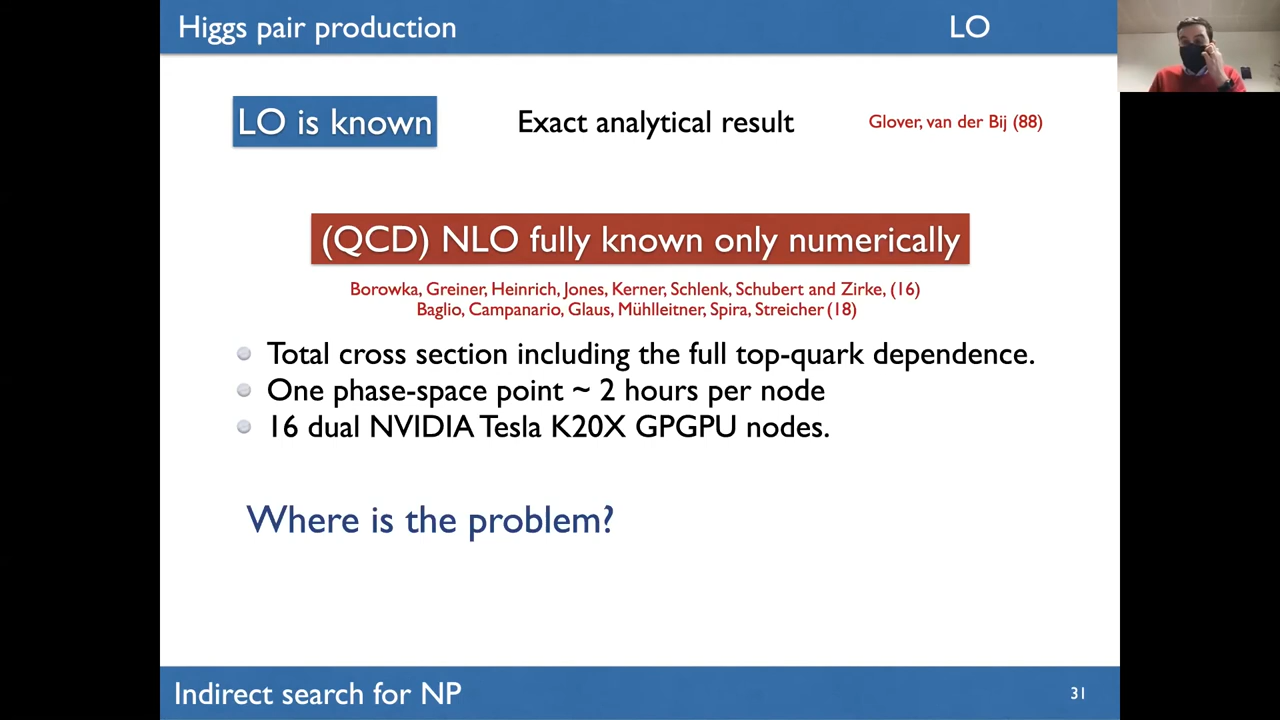 Higgs pair production
LO
LO is known
Exact analytical result
Glover, van der Bij (88)
(QCD) NLO fully known only numerically
Borowka, Greiner, Heinrich, Jones, Kerner, Schlenk, Schubert and Zirke, (16)
Baglio, Campanario, Glaus, Mühlleitner, Spira, Streicher (18)
Total cross section including the full top-quark dependence.
One phase-space point ~ 2 hours per node
16 dual NVIDIA Tesla K20X GPGPU nodes.
Where is the problem?
Indirect search for NP
31